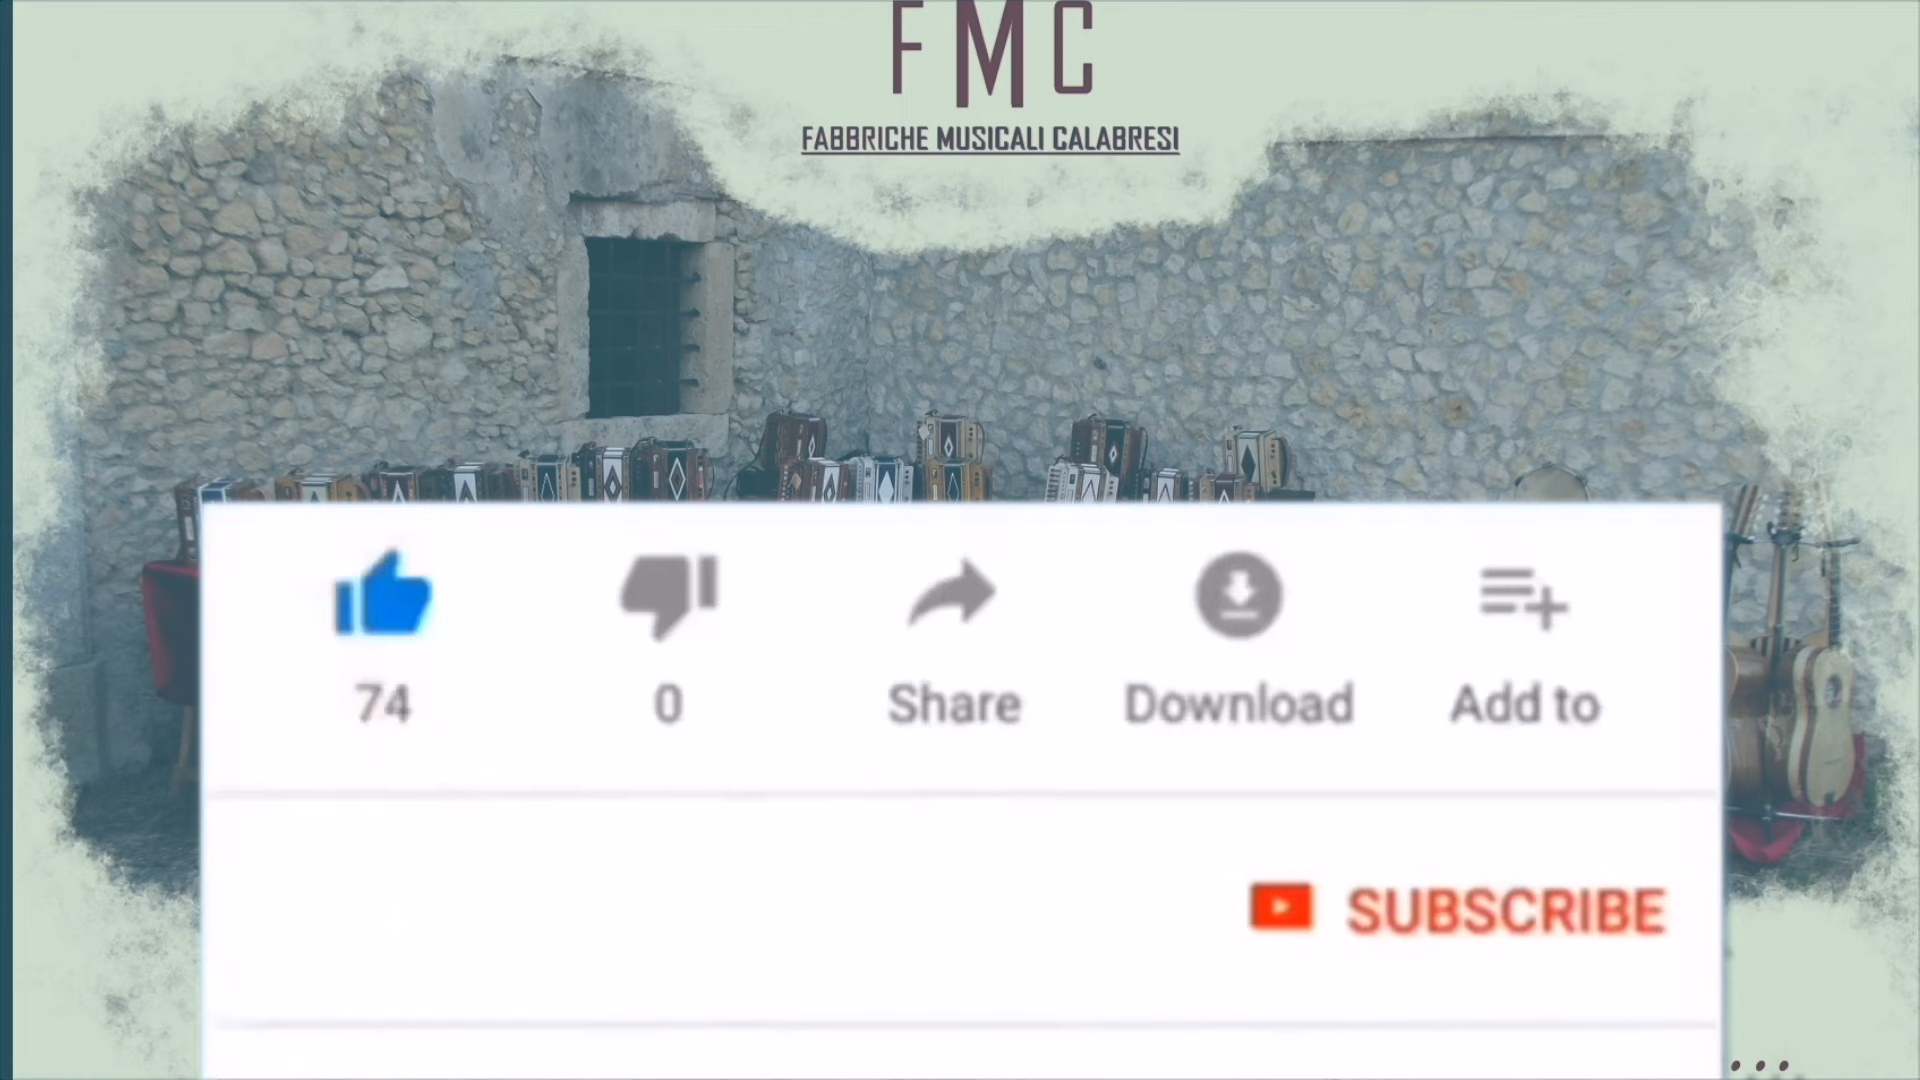 FMC
FABBRICHE MUSICALI CALABRESI
74 0 Share Download Add to
SUBSCRIBE
...